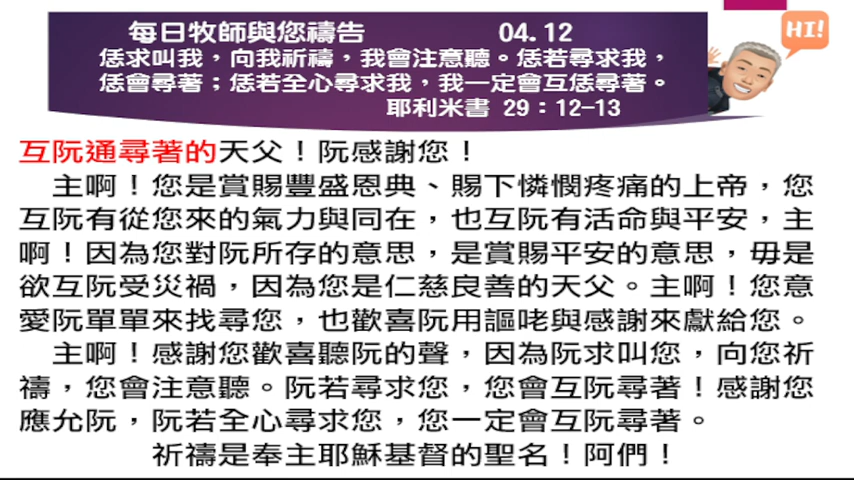 每日牧師與您禱告 04.12
HI!
恁求叫我，向我祈禱，我會注意聽。恁若尋求我，
恁會尋著；恁若全心尋求我，我一定會互恁尋著。
耶利米書 29：12-13
互阮通尋著的天父！阮感謝您！
主啊！您是賞賜豐盛恩典、賜下憐憫疼痛的上帝，您
互阮有從您來的氣力與同在，也互阮有活命與平安，主
啊！因為您對阮所存的意思，是賞賜平安的意思，毋是
欲互阮受災禍，因為您是仁慈良善的天父。主啊！您意
愛阮單單來找尋您，也歡喜阮用謳咾與感謝來獻給您。
主啊！感謝您歡喜聽阮的聲，因為阮求叫您，向您祈
禱，您會注意聽。阮若尋求您，您會互阮尋著！感謝您
應允阮，阮若全心尋求您，您一定會互阮尋著。
祈禱是奉主耶穌基督的聖名！阿們！